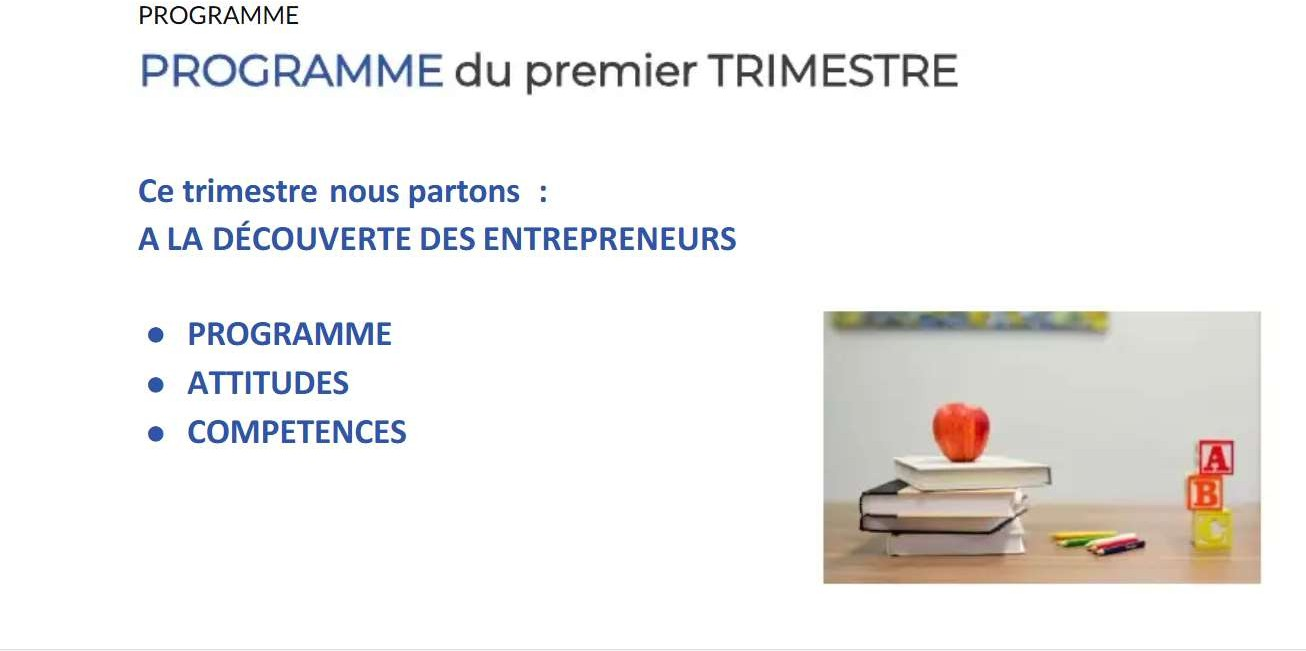 PROGRAMME
PROGRAMME du premier TRIMESTRE
Ce trimestre nous partons :
A LA DÉCOUVERTE DES ENTREPRENEURS
● PROGRAMME
● ATTITUDES
● COMPETENCES
A
B
C